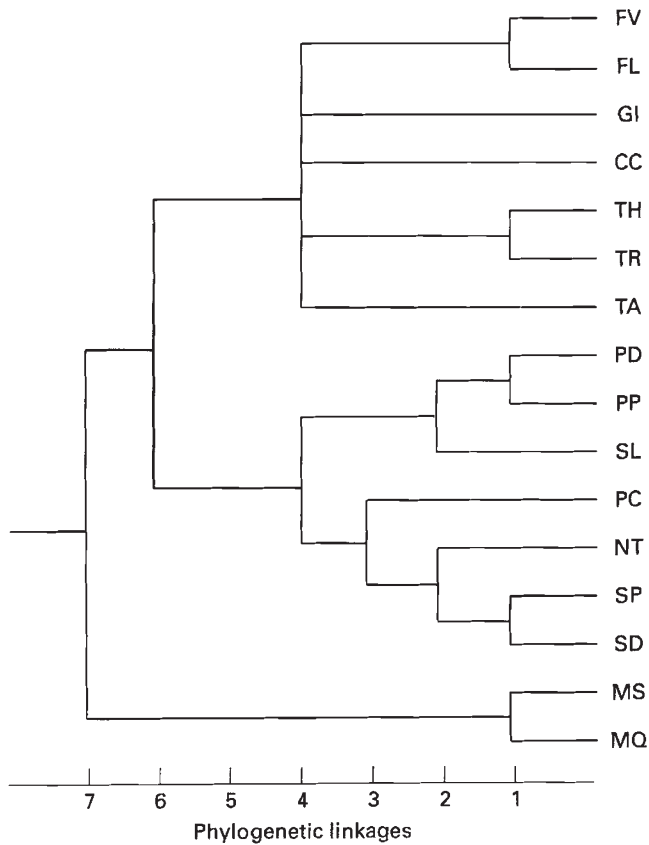 FV
FL
GI
CC
TH
TR
TA
PD
PP
SL
PC
NT
SP
SD
MS
MQ
7 6 5 4 3 2 1
Phylogenetic linkages